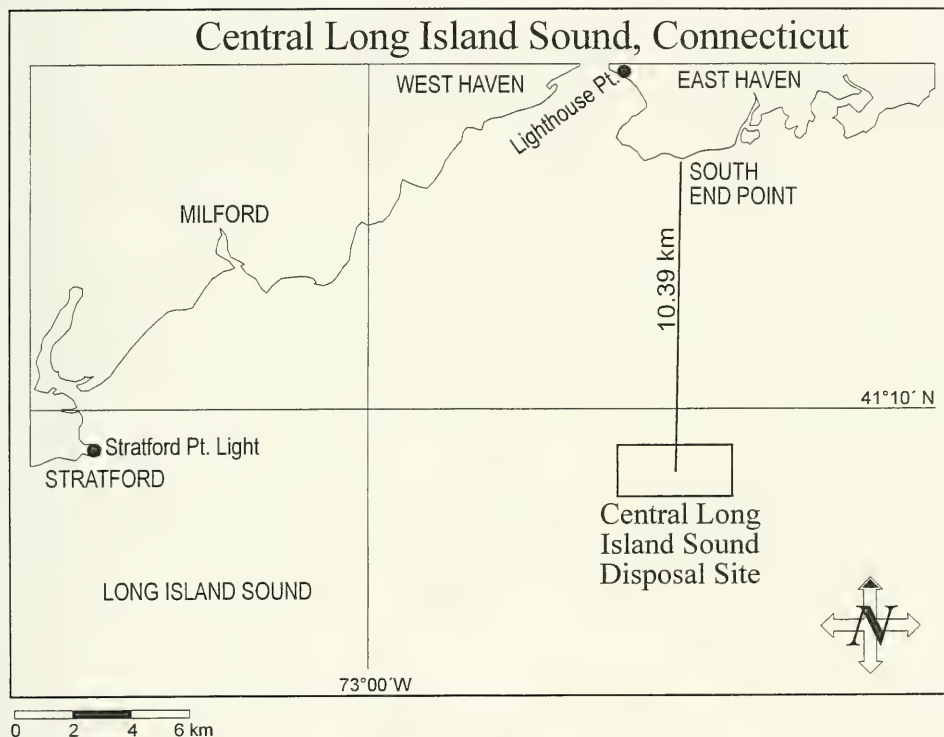 Central Long Island Sound, Connecticut
WEST HAVEN
Lighthouse Pt.
EAST HAVEN
SOUTH
END POINT
MILFORD
10.39 km
41°10´ N
Stratford Pt. Light
STRATFORD
Central Long
Island Sound
Disposal Site
LONG ISLAND SOUND
N
73°00´W
0 2 4 6 km